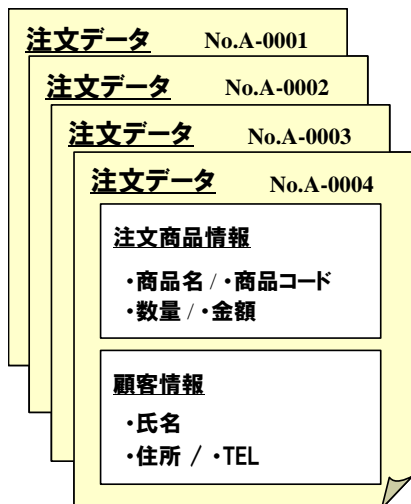 注文データ No.A-0001
注文データ No.A-0002
注文データ No.A-0003
注文データ No.A-0004
注文商品情報
・商品名 / ・商品コード
・数量 / ・金額
顧客情報
・氏名
・住所 / ・TEL